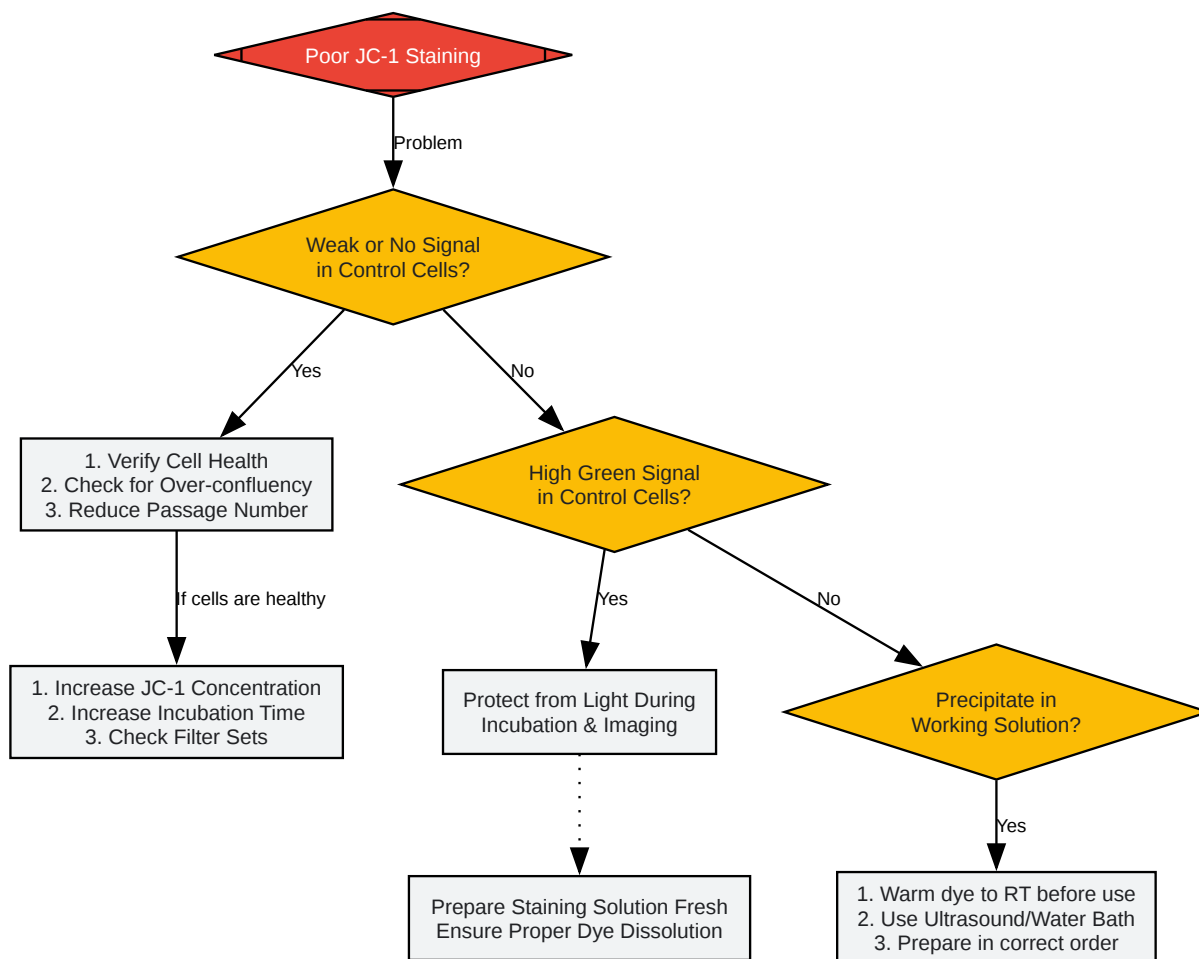 Poor JC-1 Staining
Problem
Weak or No Signal
in Control Cells?
Yes
No
1. Verify Cell Health
2. Check for Over-confluency
3. Reduce Passage Number
High Green Signal
in Control Cells?
If cells are healthy
Yes
No
1. Increase JC-1 Concentration
2. Increase Incubation Time
3. Check Filter Sets
Protect from Light During
Incubation & Imaging
Precipitate in
Working Solution?
Yes
Prepare Staining Solution Fresh
Ensure Proper Dye Dissolution
1. Warm dye to RT before use
2. Use Ultrasound/Water Bath
3. Prepare in correct order